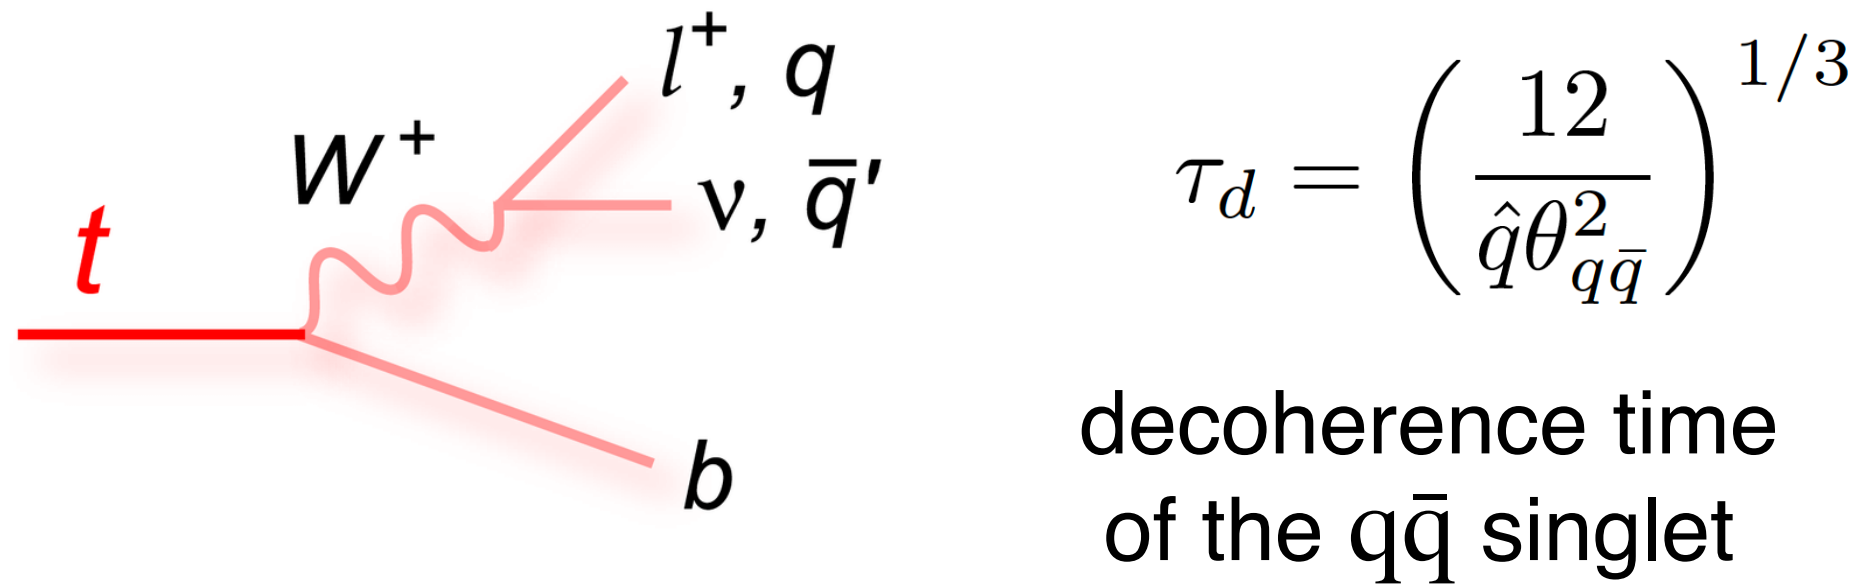 l⁺, q
W⁺
ν, q̅′
t
b
τ_d = (12 / q̂θ²_{qq̅})^{1/3}
decoherence time
of the qq̅ singlet